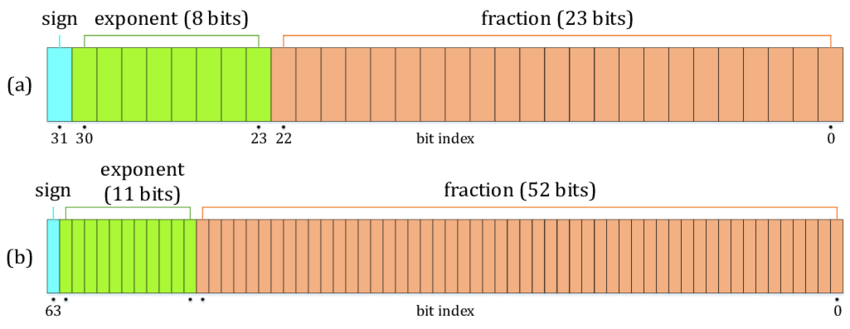 sign exponent (8 bits) fraction (23 bits)
(a)
31 30 23 22 bit index 0
exponent
sign (11 bits) fraction (52 bits)
(b)
63 bit index 0